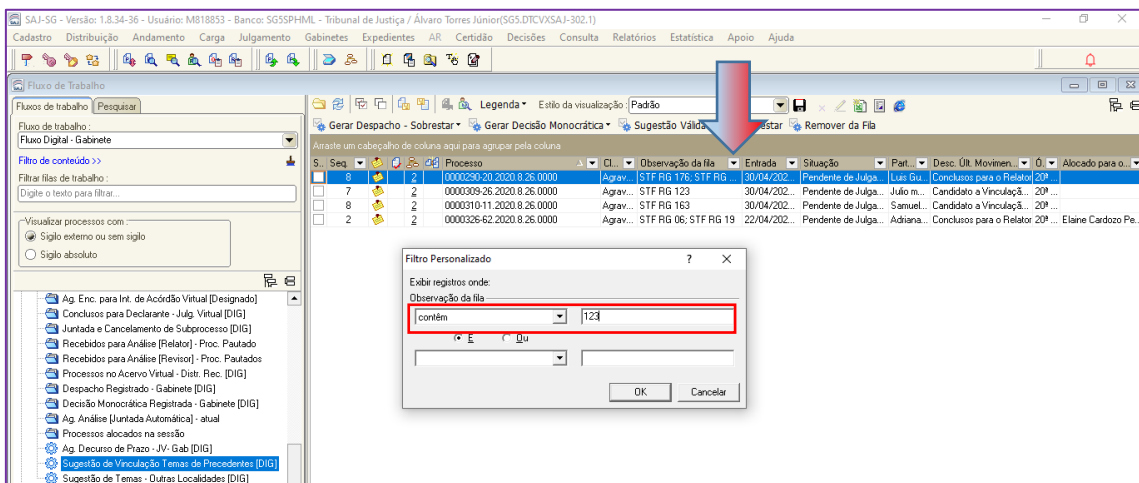 SAJ-SG - Versão: 1.8.34-36 - Usuário: M818853 - Banco: SG5SPHML - Tribunal de Justiça / Álvaro Torres Júnior(SG5.DTCVXSAJ-302.1)
Cadastro Distribuição Andamento Carga Julgamento Gabinetes Expedientes AR Certidão Decisões Consulta Relatórios Estatística Apoio Ajuda
Fluxo de Trabalho
Fluxos de trabalho Pesquisar
Legenda Estilo da visualização : Padrão
Fluxo de trabalho :
Gerar Despacho - Sobrestar Gerar Decisão Monocrática Sugestão Válida estar Remover da Fila
Fluxo Digital - Gabinete
Arraste um cabeçalho de coluna aqui para agrupar pela coluna
Filtro de conteúdo >>
S.. Seq. Processo Cl... Observação da fila Entrada Situação Part... Desc. Últ. Movimen... Ó.. Alocado para o...
Filtrar filas de trabalho :
8 2 0000290-20.2020.8.26.0000 Agrav... STF RG 176; STF RG ... 30/04/202... Pendente de Julga... Luis Gu... Conclusos para o Relator 20ª ...
Digite o texto para filtrar...
7 2 0000309-26.2020.8.26.0000 Agrav... STF RG 123 30/04/202... Pendente de Julga... Julio m... Candidato a Vinculaçã... 20ª ...
8 2 0000310-11.2020.8.26.0000 Agrav... STF RG 163 30/04/202... Pendente de Julga... Samuel... Candidato a Vinculaçã... 20ª ...
2 2 0000326-62.2020.8.26.0000 Agrav... STF RG 06; STF RG 19 22/04/202... Pendente de Julga... Adriana... Conclusos para o Relator 20ª ... Elaine Cardozo Pe...
Visualizar processos com :
Sigilo externo ou sem sigilo
Sigilo absoluto
Filtro Personalizado
Exibir registros onde:
Observação da fila
contêm 123
E Ou
OK Cancelar
Ag. Enc. para Int. de Acórdão Virtual [Designado]
Conclusos para Declarante - Julg. Virtual [DIG]
Juntada e Cancelamento de Subprocesso [DIG]
Recebidos para Análise [Relator] - Proc. Pautado
Recebidos para Análise [Revisor] - Proc. Pautados
Processos no Acervo Virtual - Distr. Rec. [DIG]
Despacho Registrado - Gabinete [DIG]
Decisão Monocrática Registrada - Gabinete [DIG]
Ag. Análise [Juntada Automática] - atual
Processos alocados na sessão
Ag. Decurso de Prazo - JV- Gab [DIG]
Sugestão de Vinculação Temas de Precedentes [DIG]
Sugestão de Temas - Outras Localidades [DIG]